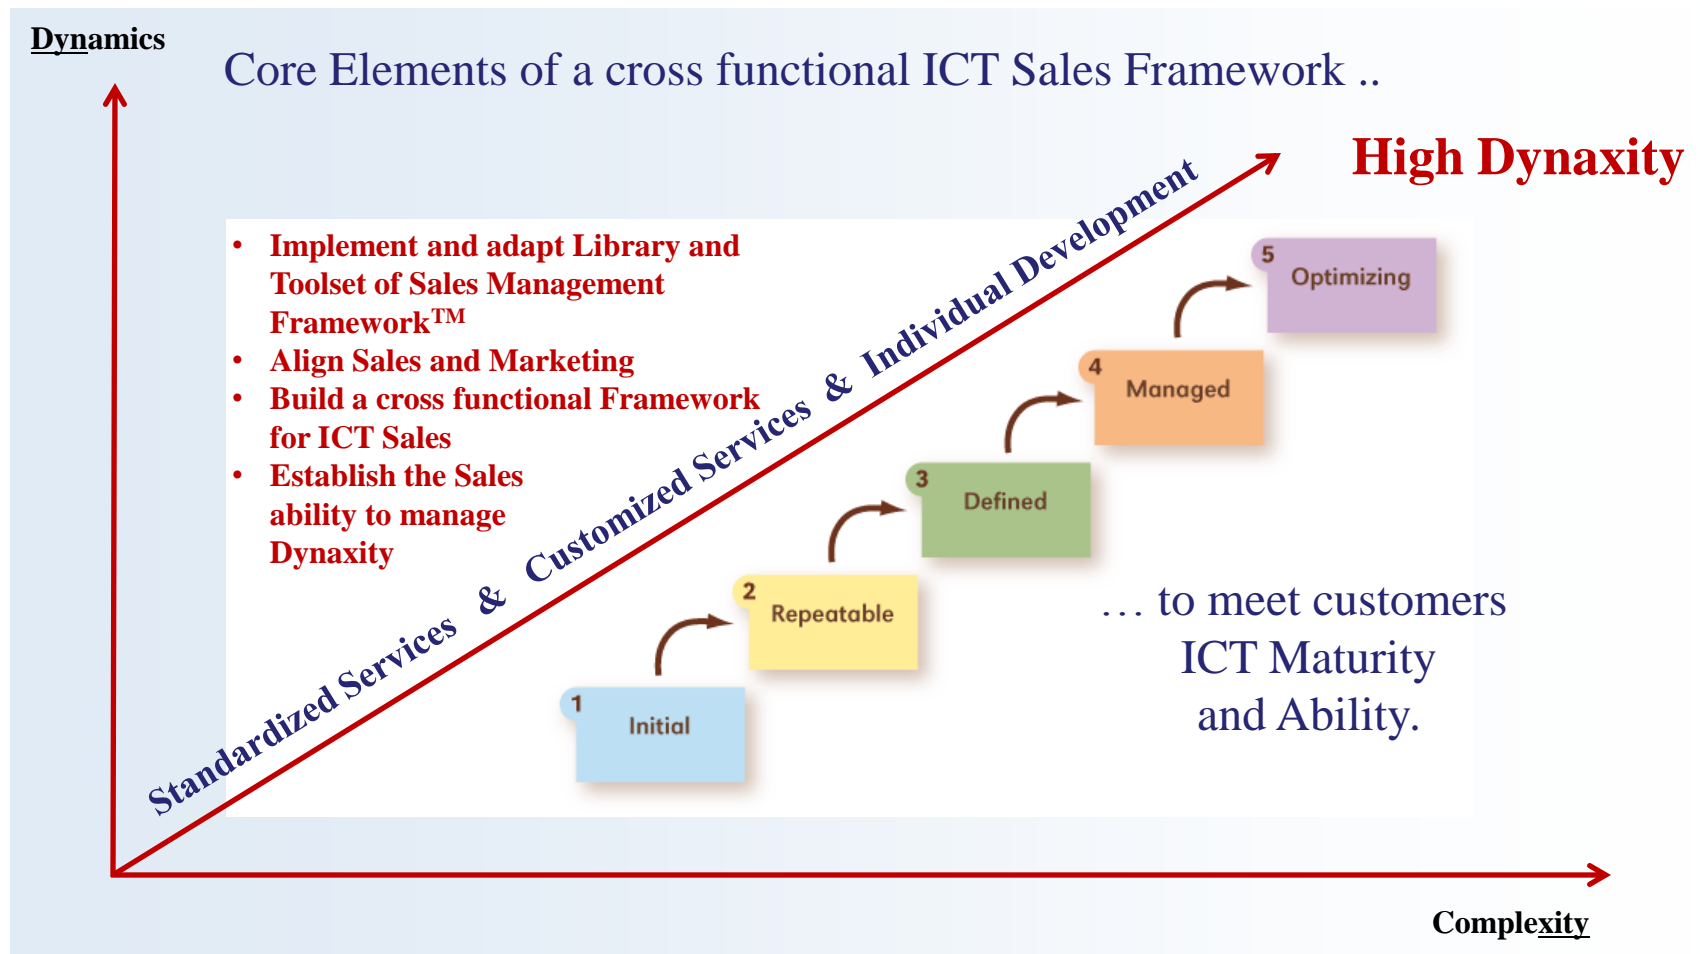 Dynamics
Core Elements of a cross functional ICT Sales Framework ..
High Dynaxity
• Implement and adapt Library and
Toolset of Sales Management
Framework™
• Align Sales and Marketing
• Build a cross functional Framework
for ICT Sales
• Establish the Sales
ability to manage
Dynaxity
Standardized Services & Customized Services & Individual Development
5
Optimizing
4
Managed
3
Defined
2
Repeatable
1
Initial
… to meet customers
ICT Maturity
and Ability.
Complexity